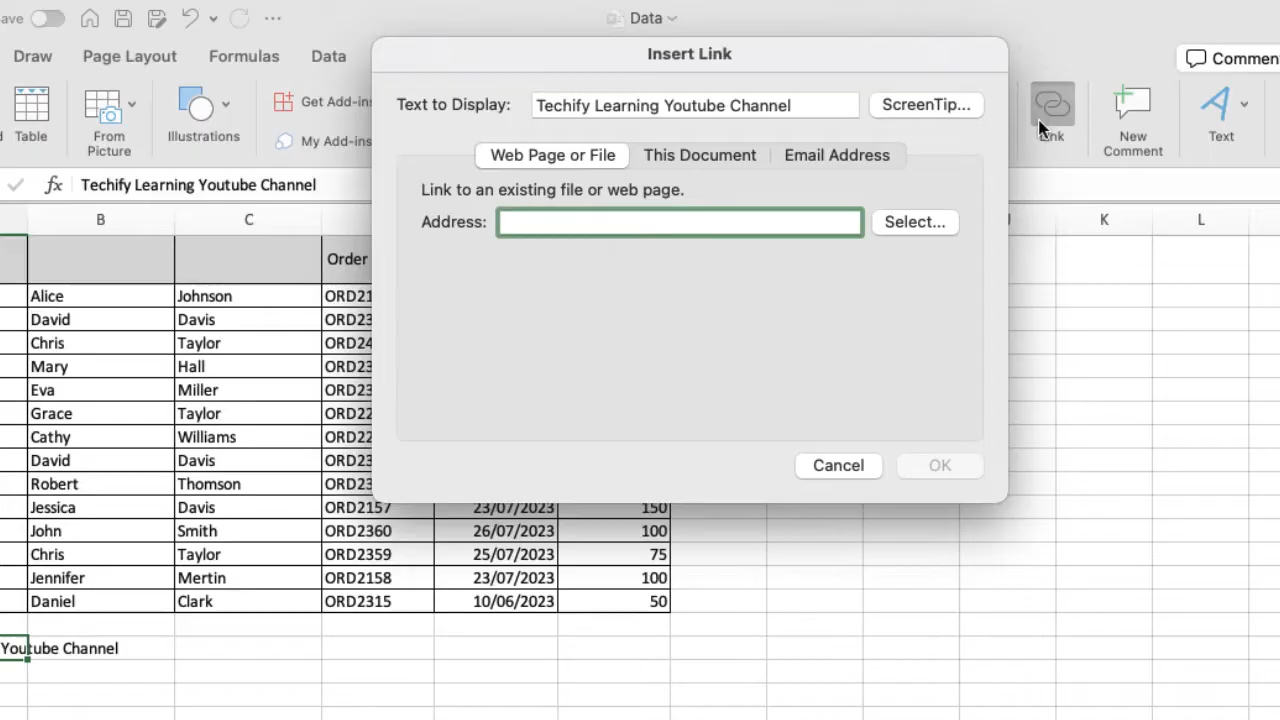 ave Data
Draw Page Layout Formulas Data
Comment
Table From Picture Illustrations Get Add-ins My Add-ins Link New Comment Text
fx Techify Learning Youtube Channel
Insert Link
Text to Display: Techify Learning Youtube Channel ScreenTip...
Web Page or File This Document Email Address
Link to an existing file or web page.
Address: Select...
Cancel OK
B C K L
Order
Alice Johnson ORD21
David Davis ORD23
Chris Taylor ORD24
Mary Hall ORD23
Eva Miller ORD23
Grace Taylor ORD22
Cathy Williams ORD22
David Davis ORD23
Robert Thomson ORD23
Jessica Davis ORD2157 23/07/2023 150
John Smith ORD2360 26/07/2023 100
Chris Taylor ORD2359 25/07/2023 75
Jennifer Mertin ORD2158 23/07/2023 100
Daniel Clark ORD2315 10/06/2023 50
Youtube Channel